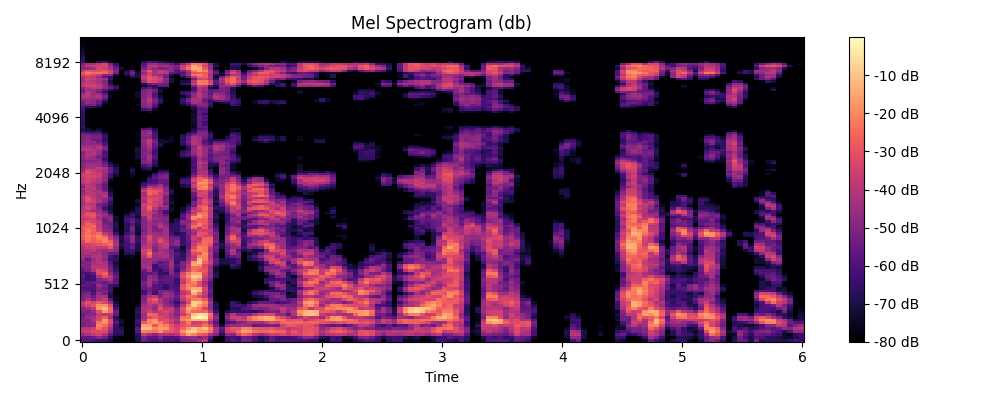 Mel Spectrogram (db)
8192
4096
2048
1024
512
0
Hz
0 1 2 3 4 5 6
Time
-10 dB
-20 dB
-30 dB
-40 dB
-50 dB
-60 dB
-70 dB
-80 dB